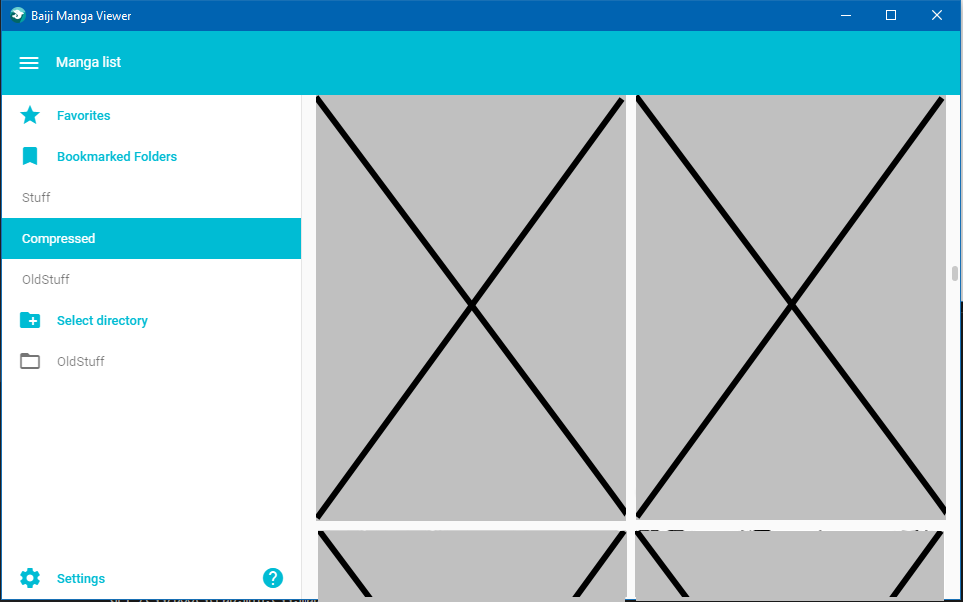 Baiji Manga Viewer
Manga list
Favorites
Bookmarked Folders
Stuff
Compressed
OldStuff
Select directory
OldStuff
Settings
?